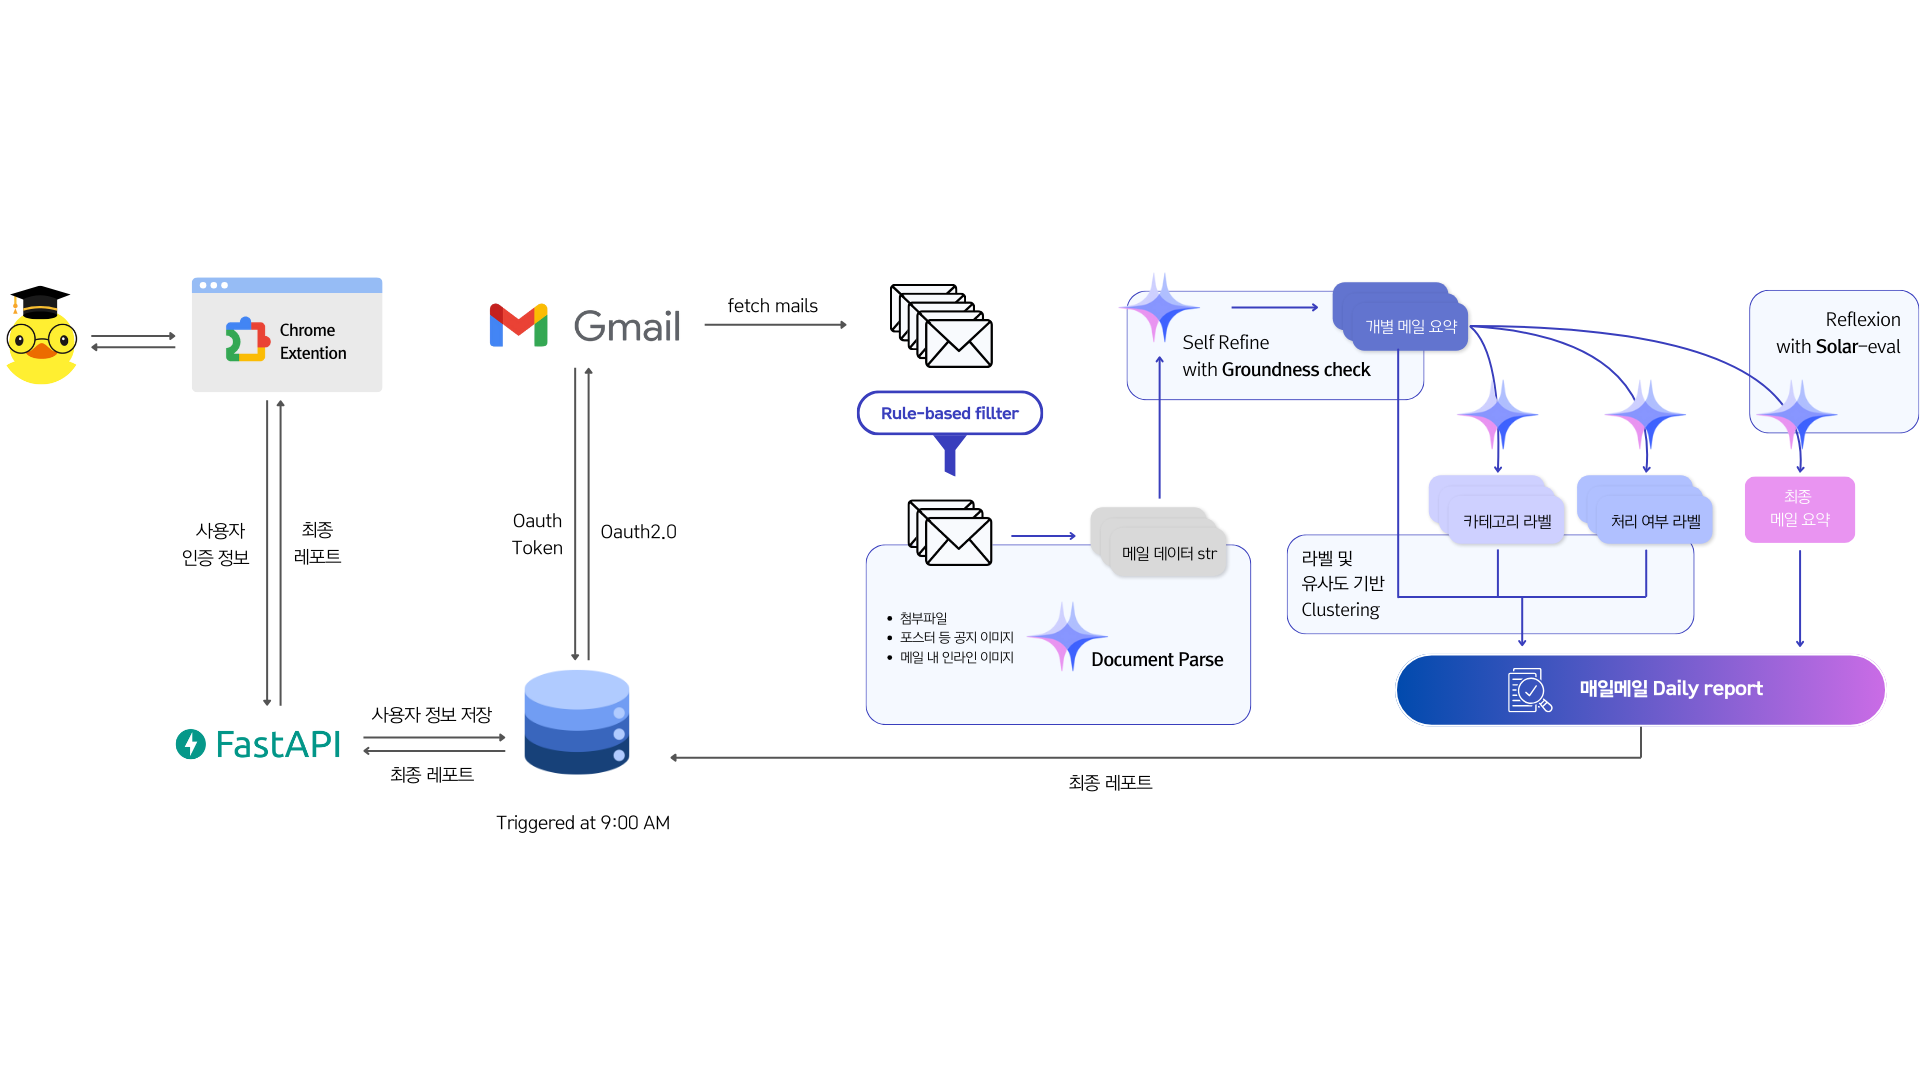 Chrome
Extention
사용자
인증 정보
최종
레포트
FastAPI
사용자 정보 저장
최종 레포트
Gmail
Oauth
Token
Oauth2.0
Triggered at 9:00 AM
fetch mails
Rule-based fillter
메일 데이터 str
첨부파일
포스터 등 공지 이미지
메일 내 인라인 이미지
Document Parse
Self Refine
with Groundness check
개별 메일 요약
Reflexion
with Solar-eval
카테고리 라벨
처리 여부 라벨
최종
메일 요약
라벨 및
유사도 기반
Clustering
매일메일 Daily report
최종 레포트